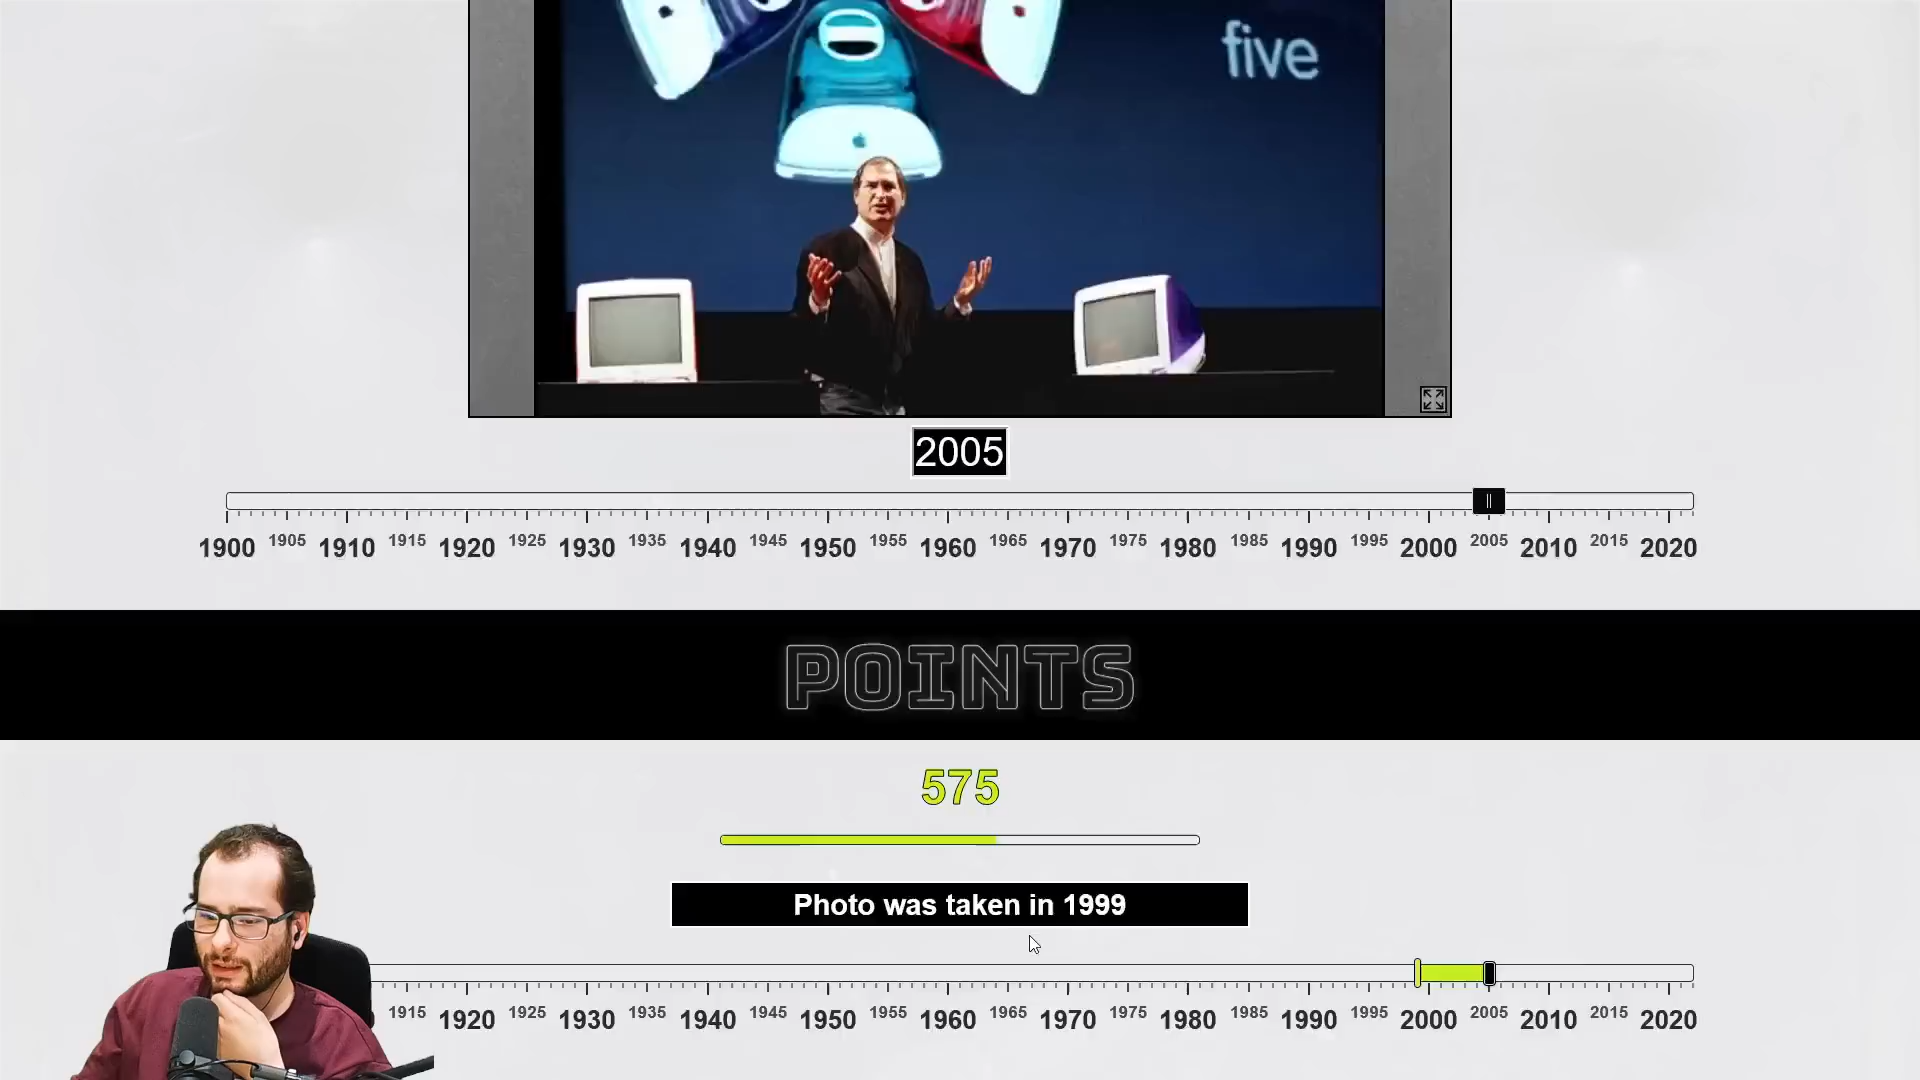 five
2005
1900 1905 1910 1915 1920 1925 1930 1935 1940 1945 1950 1955 1960 1965 1970 1975 1980 1985 1990 1995 2000 2005 2010 2015 2020
POINTS
575
Photo was taken in 1999
1915 1920 1925 1930 1935 1940 1945 1950 1955 1960 1965 1970 1975 1980 1985 1990 1995 2000 2005 2010 2015 2020